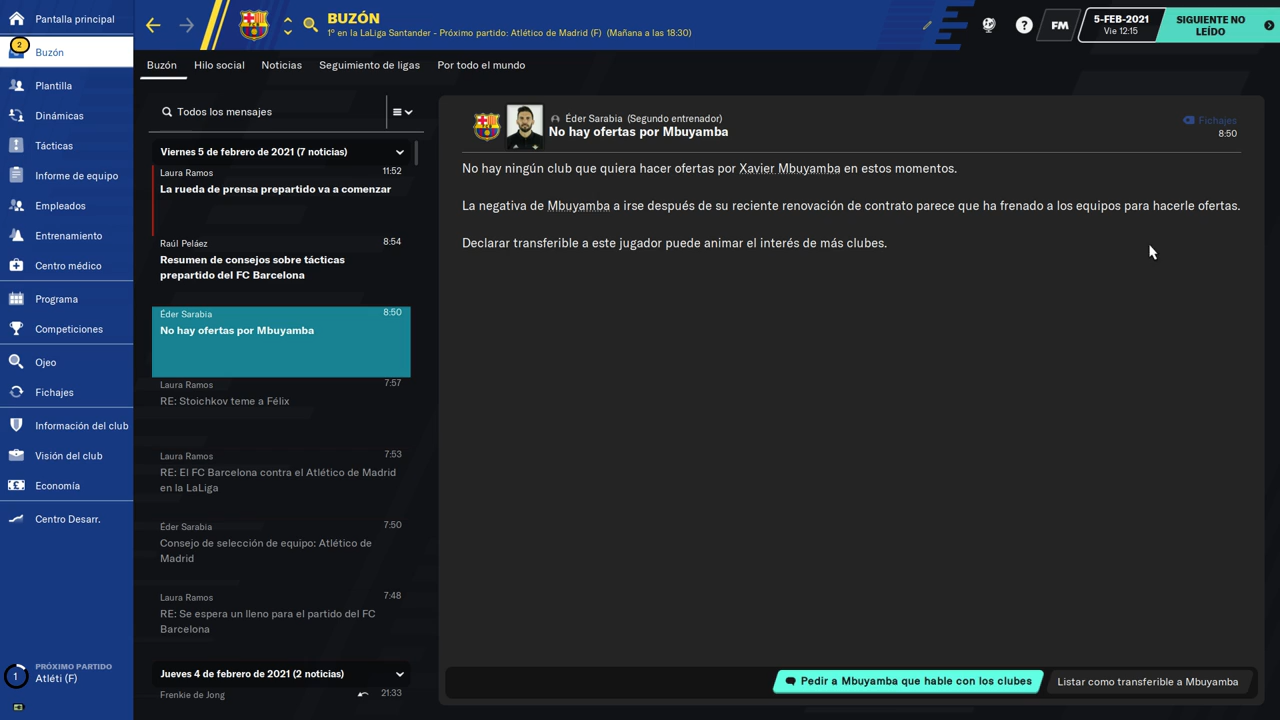 Pantalla principal
2
Buzón
Plantilla
Dinámicas
Tácticas
Informe de equipo
Empleados
Entrenamiento
Centro médico
Programa
Competiciones
Ojeo
Fichajes
Información del club
Visión del club
Economía
Centro Desarr.
1
PRÓXIMO PARTIDO
Atléti (F)
BUZÓN
1º en la LaLiga Santander - Próximo partido: Atlético de Madrid (F) (Mañana a las 18:30)
?
FM
5-FEB-2021
Vie 12:15
SIGUIENTE NO LEÍDO
Buzón Hilo social Noticias Seguimiento de ligas Por todo el mundo
Todos los mensajes
Viernes 5 de febrero de 2021 (7 noticias)
Laura Ramos 11:52
La rueda de prensa prepartido va a comenzar
Raúl Peláez 8:54
Resumen de consejos sobre tácticas
prepartido del FC Barcelona
Éder Sarabia 8:50
No hay ofertas por Mbuyamba
Laura Ramos 7:57
RE: Stoichkov teme a Félix
Laura Ramos 7:53
RE: El FC Barcelona contra el Atlético de Madrid
en la LaLiga
Éder Sarabia 7:50
Consejo de selección de equipo: Atlético de
Madrid
Laura Ramos 7:48
RE: Se espera un lleno para el partido del FC
Barcelona
Jueves 4 de febrero de 2021 (2 noticias)
Frenkie de Jong 21:33
Éder Sarabia (Segundo entrenador)
No hay ofertas por Mbuyamba
Fichajes
8:50
No hay ningún club que quiera hacer ofertas por Xavier Mbuyamba en estos momentos.
La negativa de Mbuyamba a irse después de su reciente renovación de contrato parece que ha frenado a los equipos para hacerle ofertas.
Declarar transferible a este jugador puede animar el interés de más clubes.
Pedir a Mbuyamba que hable con los clubes
Listar como transferible a Mbuyamba